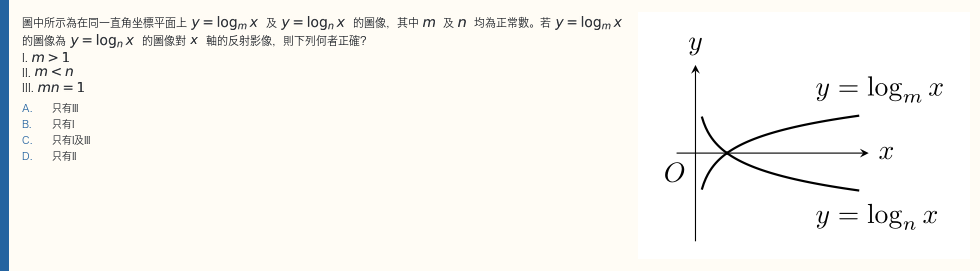 圖中所示為在同一直角坐標平面上 y = log_m x 及 y = log_n x 的圖像，其中 m 及 n 均為正常數。若 y = log_m x
的圖像為 y = log_n x 的圖像對 x 軸的反射影像，則下列何者正確？
I. m > 1
II. m < n
III. mn = 1
A. 只有III
B. 只有I
C. 只有I及III
D. 只有II
y
y = log_m x
x
O
y = log_n x